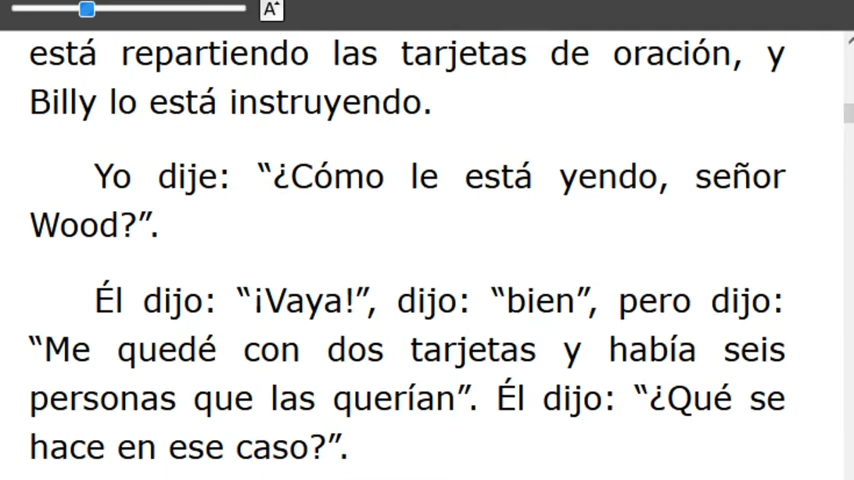 A
está repartiendo las tarjetas de oración, y
Billy lo está instruyendo.
Yo dije: “¿Cómo le está yendo, señor
Wood?”.
Él dijo: “¡Vaya!”, dijo: “bien”, pero dijo:
“Me quedé con dos tarjetas y había seis
personas que las querían”. Él dijo: “¿Qué se
hace en ese caso?”.